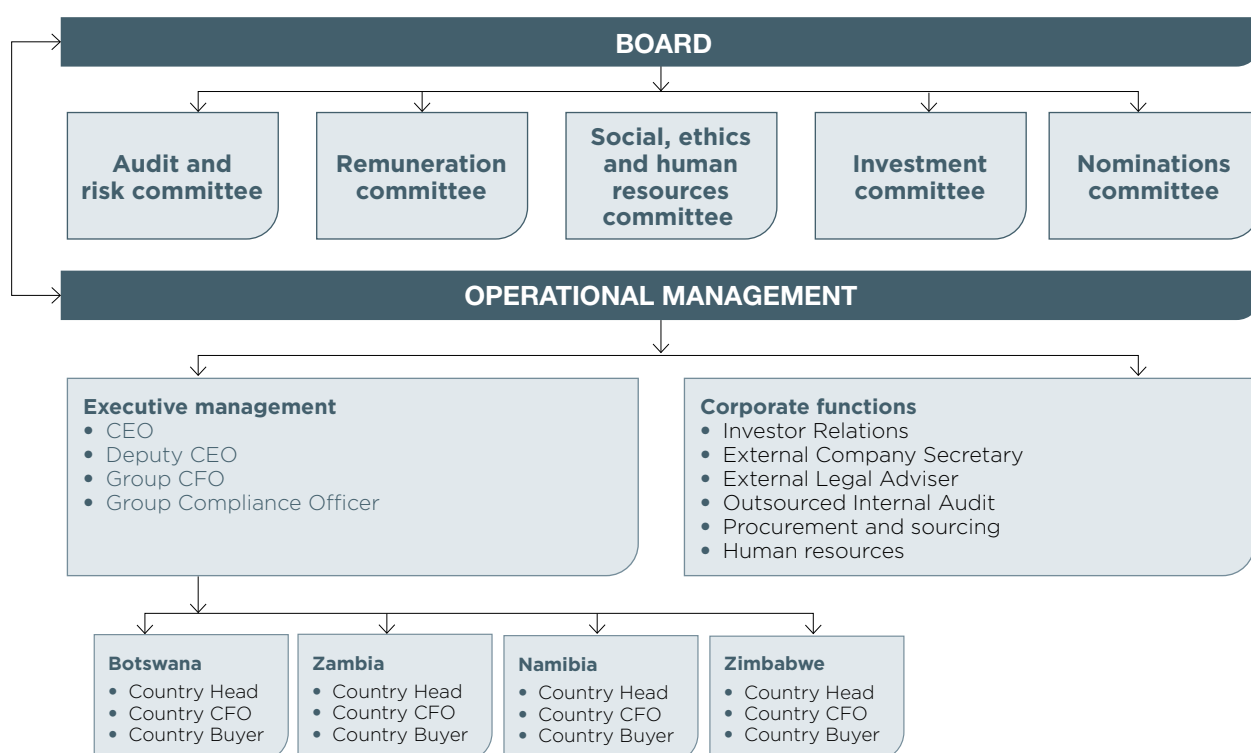 BOARD
Audit and
risk committee
Remuneration
committee
Social, ethics
and human
resources
committee
Investment
committee
Nominations
committee
OPERATIONAL MANAGEMENT
Executive management
• CEO
• Deputy CEO
• Group CFO
• Group Compliance Officer
Corporate functions
• Investor Relations
• External Company Secretary
• External Legal Adviser
• Outsourced Internal Audit
• Procurement and sourcing
• Human resources
Botswana
• Country Head
• Country CFO
• Country Buyer
Zambia
• Country Head
• Country CFO
• Country Buyer
Namibia
• Country Head
• Country CFO
• Country Buyer
Zimbabwe
• Country Head
• Country CFO
• Country Buyer